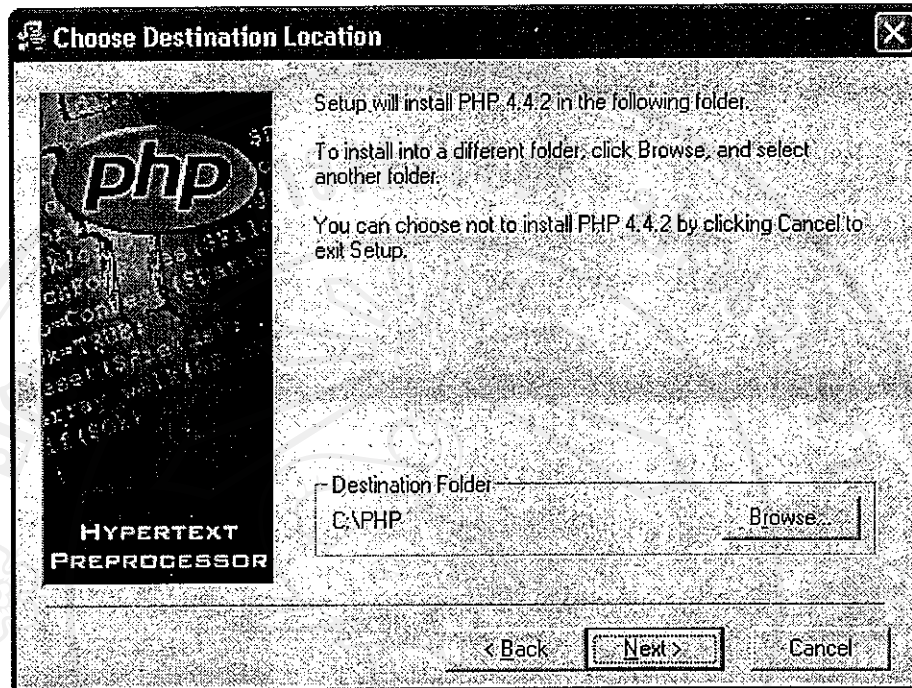 Choose Destination Location
php
HYPERTEXT
PREPROCESSOR
Setup will install PHP 4.4.2 in the following folder.
To install into a different folder, click Browse, and select
another folder.
You can choose not to install PHP 4.4.2 by clicking Cancel to
exit Setup.
Destination Folder
C:\PHP
Browse...
< Back
Next >
Cancel